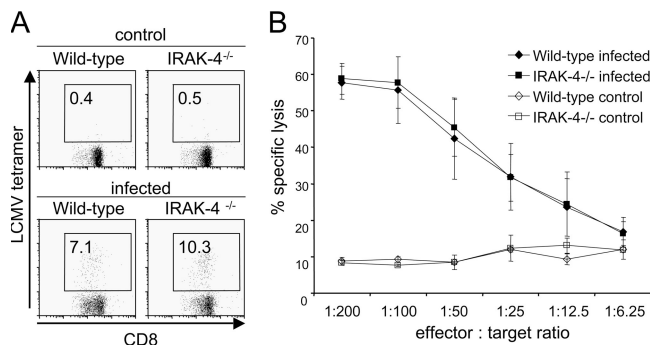 A
control
Wild-type IRAK-4-/-
0.4 0.5
infected
Wild-type IRAK-4 -/-
7.1 10.3
LCMV tetramer
CD8
B
Wild-type infected
IRAK-4-/- infected
Wild-type control
IRAK-4-/- control
% specific lysis
70
60
50
40
30
20
10
0
1:200 1:100 1:50 1:25 1:12.5 1:6.25
effector : target ratio